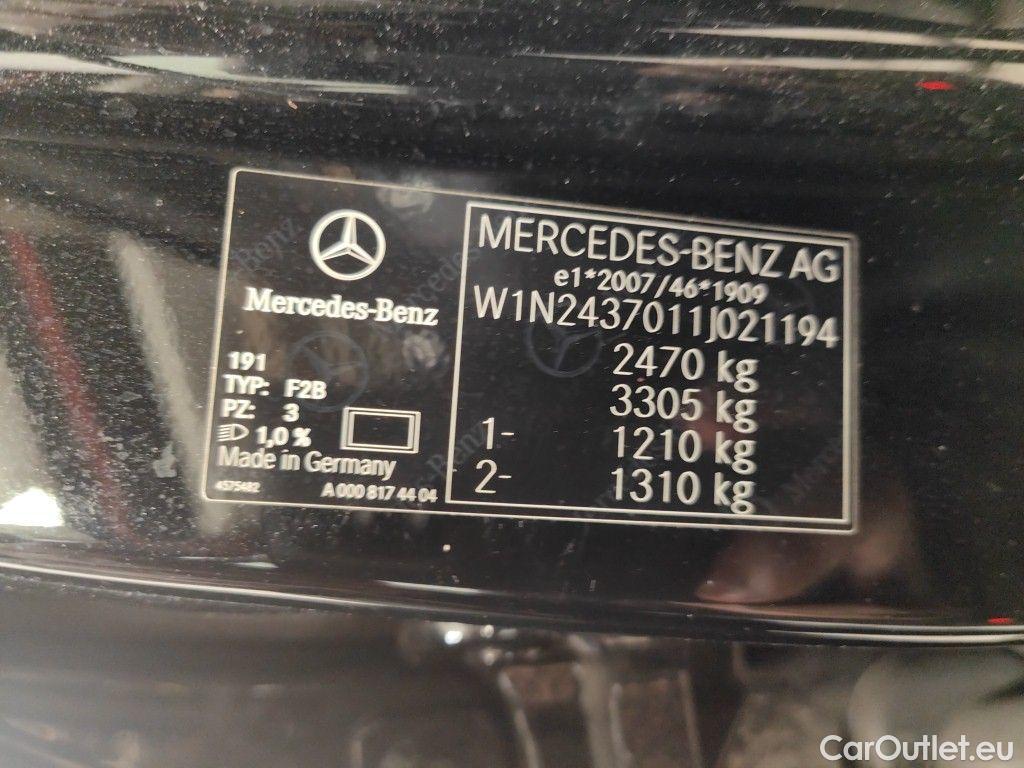 Mercedes-Benz
191
TYP: F2B
PZ: 3
1,0 %
Made in Germany
4575482
A 000 817 44 04
MERCEDES-BENZ AG
e1*2007/46*1909
W1N2437011J021194
2470 kg
3305 kg
1- 1210 kg
2- 1310 kg
CarOutlet.eu